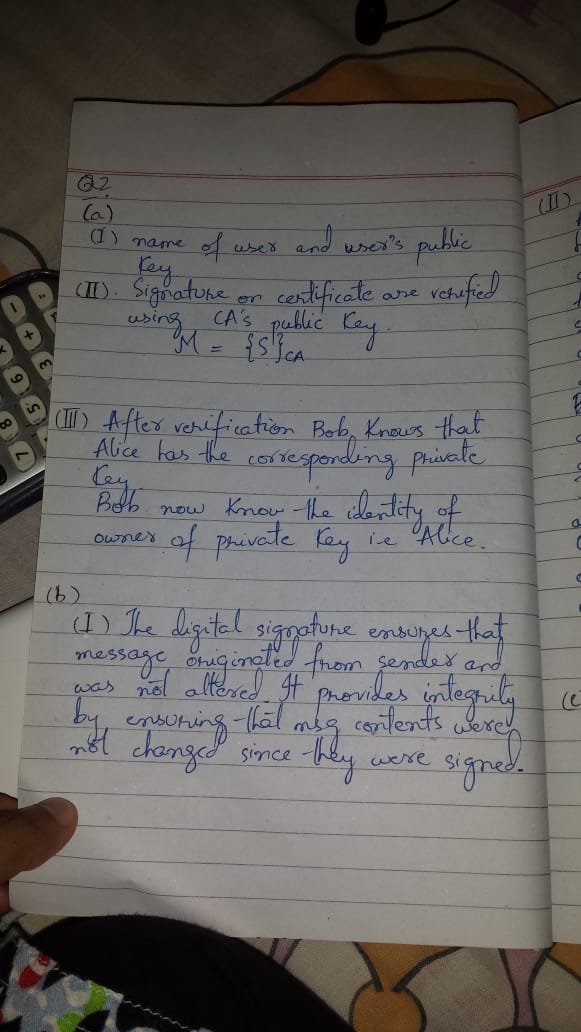 Q2
(a)
(I) name of user and user's public
Key
(II). Signature on certificate are verified
using CA's public Key.
M = {S}CA
(III) After verification Bob Knows that
Alice has the corresponding private
Key
Bob now Know the identity of
owner of private Key i.e Alice.
(b)
(I) The digital signature ensures that
message originated from sender and
was not altered. It provides integrity
by ensuring that msg contents were
not changed since they were signed.
(II)